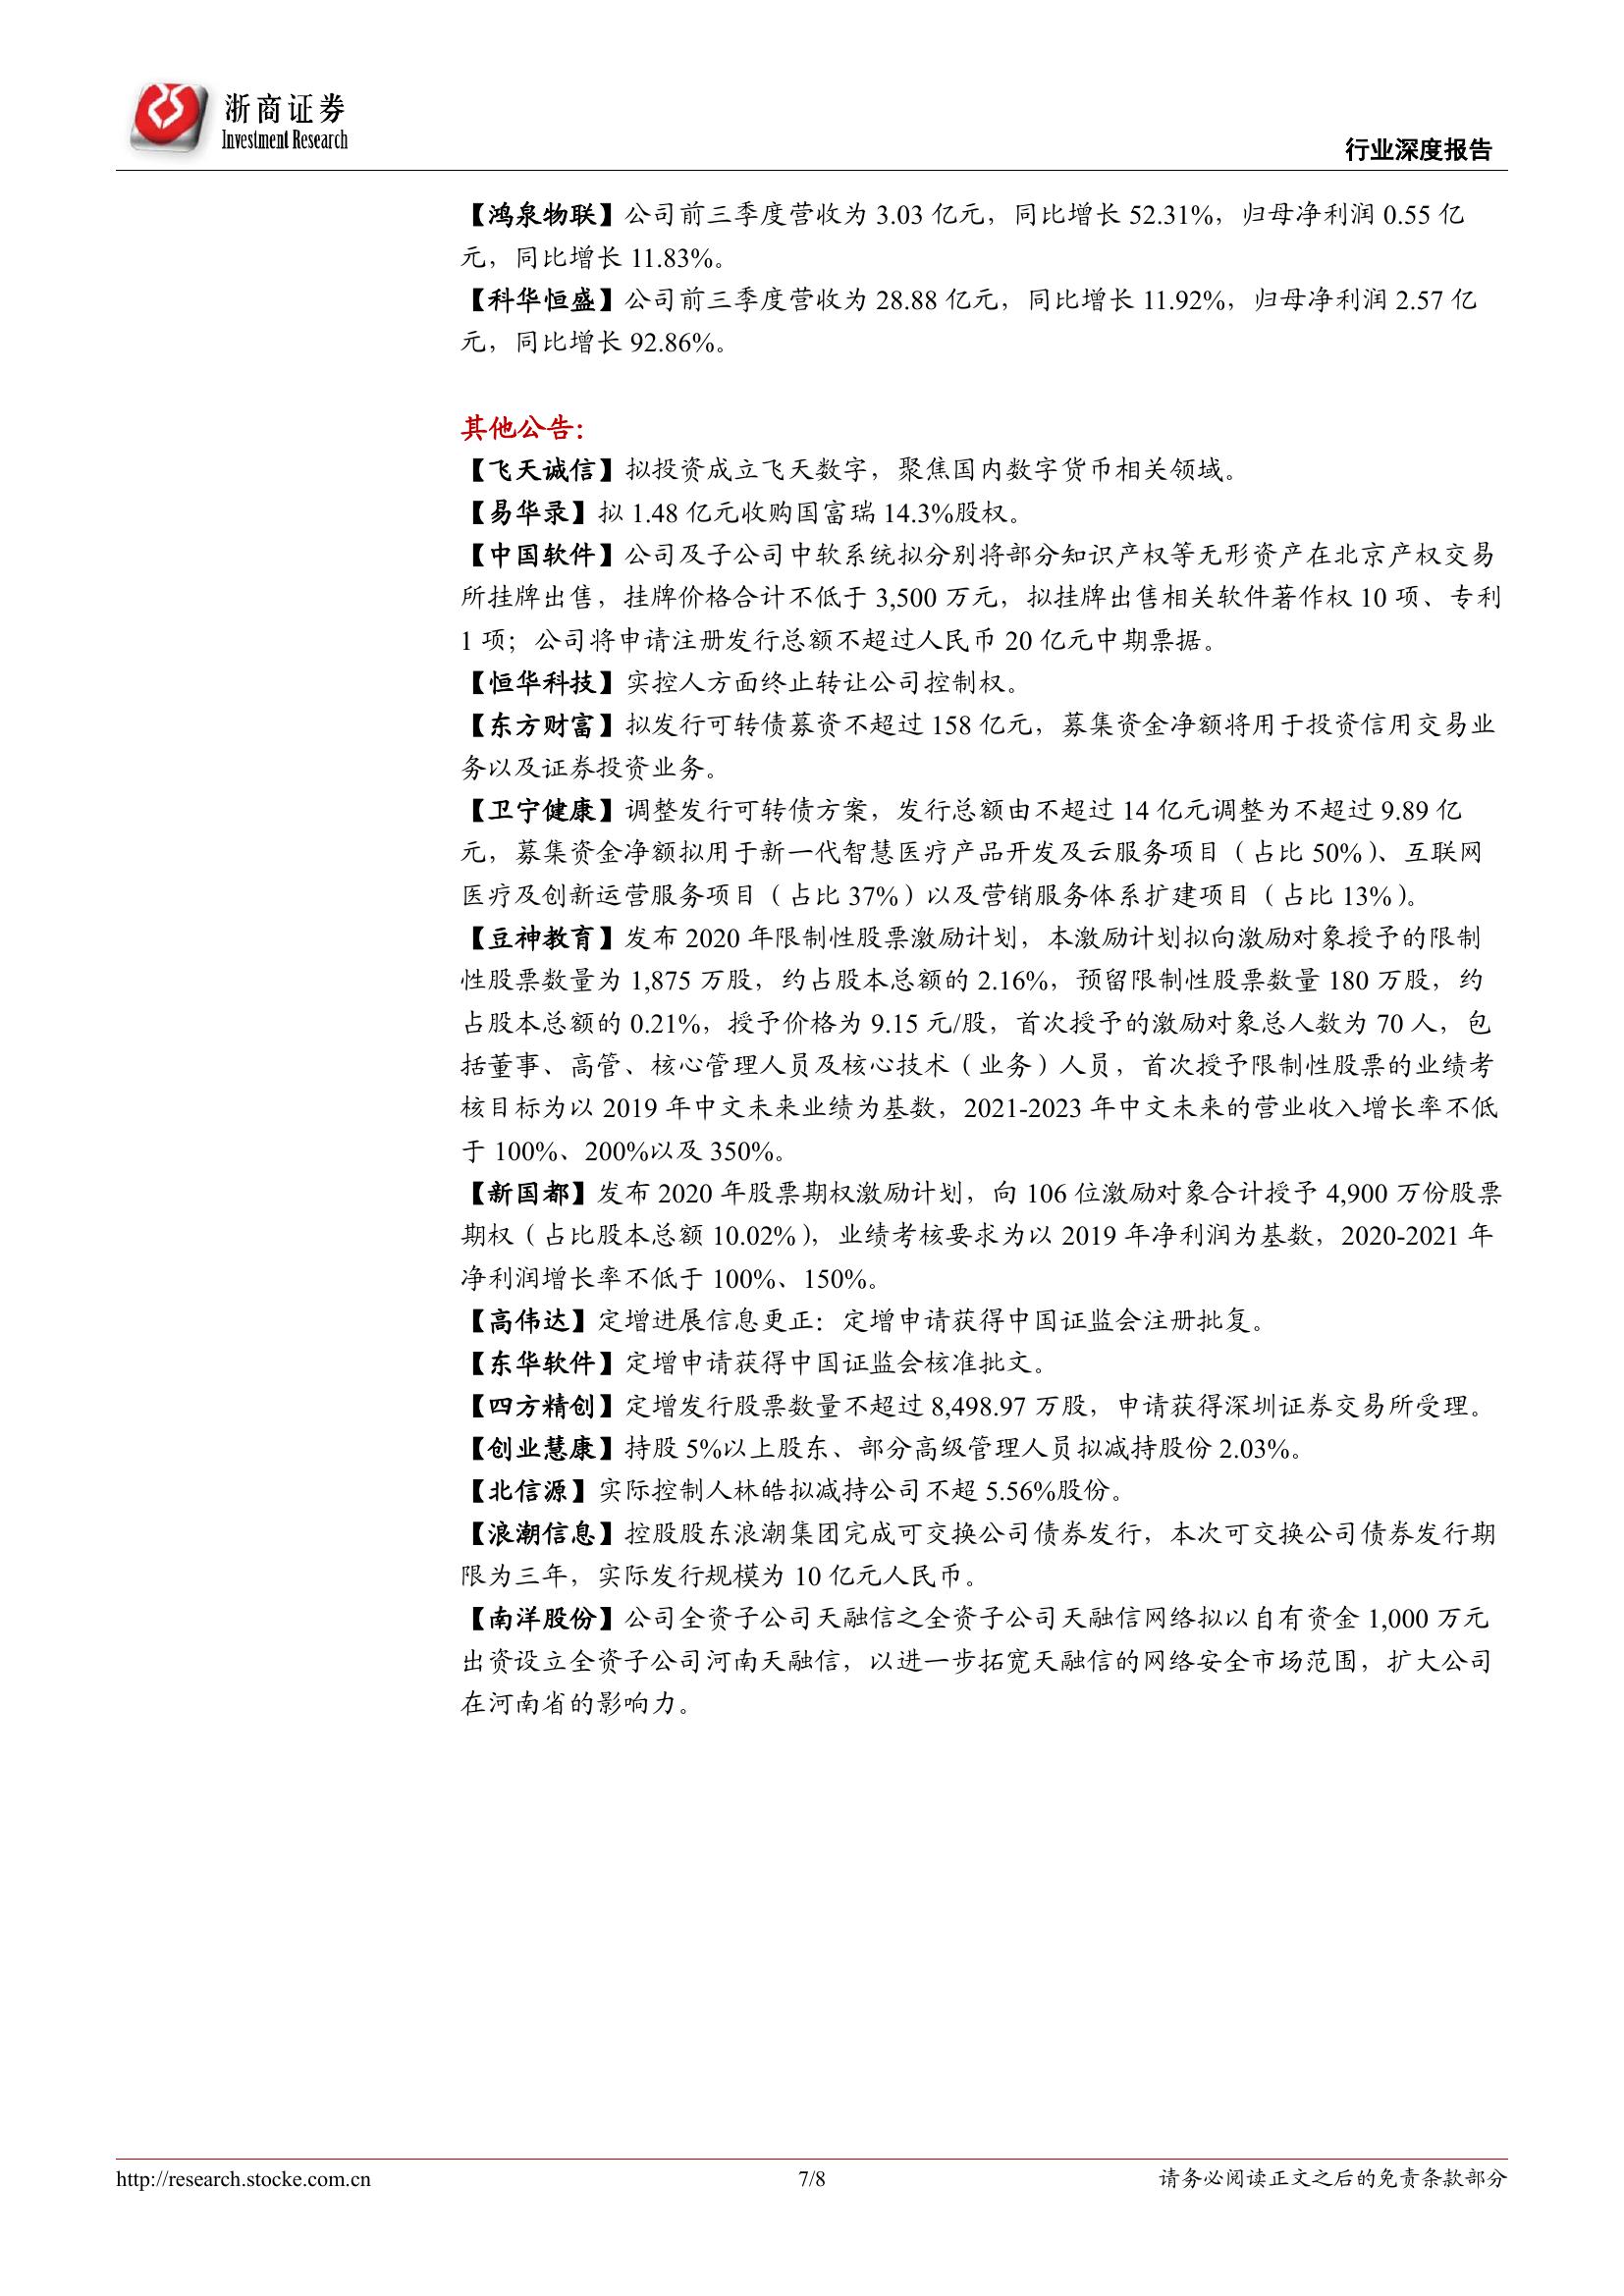 浙商证券
Investment Research
行业深度报告
【鸿泉物联】公司前三季度营收为 3.03 亿元，同比增长 52.31%，归母净利润 0.55 亿
元，同比增长 11.83%。
【科华恒盛】公司前三季度营收为 28.88 亿元，同比增长 11.92%，归母净利润 2.57 亿
元，同比增长 92.86%。
其他公告：
【飞天诚信】拟投资成立飞天数字，聚焦国内数字货币相关领域。
【易华录】拟 1.48 亿元收购国富瑞 14.3%股权。
【中国软件】公司及子公司中软系统拟分别将部分知识产权等无形资产在北京产权交易
所挂牌出售，挂牌价格合计不低于 3,500 万元，拟挂牌出售相关软件著作权 10 项、专利
1 项；公司将申请注册发行总额不超过人民币 20 亿元中期票据。
【恒华科技】实控人方面终止转让公司控制权。
【东方财富】拟发行可转债募资不超过 158 亿元，募集资金净额将用于投资信用交易业
务以及证券投资业务。
【卫宁健康】调整发行可转债方案，发行总额由不超过 14 亿元调整为不超过 9.89 亿
元，募集资金净额拟用于新一代智慧医疗产品开发及云服务项目（占比 50%）、互联网
医疗及创新运营服务项目（占比 37%）以及营销服务体系扩建项目（占比 13%）。
【豆神教育】发布 2020 年限制性股票激励计划，本激励计划拟向激励对象授予的限制
性股票数量为 1,875 万股，约占股本总额的 2.16%，预留限制性股票数量 180 万股，约
占股本总额的 0.21%，授予价格为 9.15 元/股，首次授予的激励对象总人数为 70 人，包
括董事、高管、核心管理人员及核心技术（业务）人员，首次授予限制性股票的业绩考
核目标为以 2019 年中文未来业绩为基数，2021-2023 年中文未来的营业收入增长率不低
于 100%、200%以及 350%。
【新国都】发布 2020 年股票期权激励计划，向 106 位激励对象合计授予 4,900 万份股票
期权（占比股本总额 10.02%），业绩考核要求为以 2019 年净利润为基数，2020-2021 年
净利润增长率不低于 100%、150%。
【高伟达】定增进展信息更正：定增申请获得中国证监会注册批复。
【东华软件】定增申请获得中国证监会核准批文。
【四方精创】定增发行股票数量不超过 8,498.97 万股，申请获得深圳证券交易所受理。
【创业慧康】持股 5%以上股东、部分高级管理人员拟减持股份 2.03%。
【北信源】实际控制人林皓拟减持公司不超 5.56%股份。
【浪潮信息】控股股东浪潮集团完成可交换公司债券发行，本次可交换公司债券发行期
限为三年，实际发行规模为 10 亿元人民币。
【南洋股份】公司全资子公司天融信之全资子公司天融信网络拟以自有资金 1,000 万元
出资设立全资子公司河南天融信，以进一步拓宽天融信的网络安全市场范围，扩大公司
在河南省的影响力。
http://research.stocke.com.cn
7/8
请务必阅读正文之后的免责条款部分